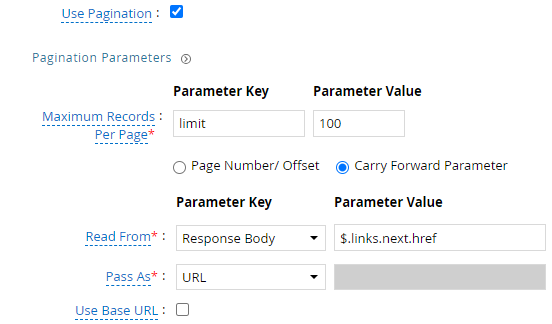 Use Pagination :
Pagination Parameters
Parameter Key Parameter Value
Maximum Records :
Per Page*
limit 100
Page Number/ Offset Carry Forward Parameter
Parameter Key Parameter Value
Read From* : Response Body $.links.next.href
Pass As* : URL
Use Base URL :